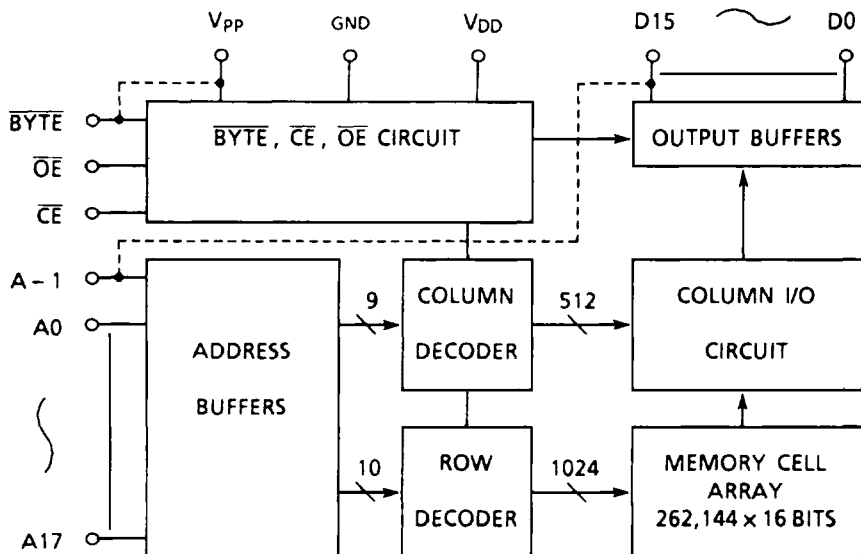 VPP GND VDD D15 D0
BYTE
OE
CE
BYTE, CE, OE CIRCUIT
OUTPUT BUFFERS
A-1
A0
A17
ADDRESS
BUFFERS
9
COLUMN
DECODER
512
COLUMN I/O
CIRCUIT
10
ROW
DECODER
1024
MEMORY CELL
ARRAY
262,144 x 16 BITS